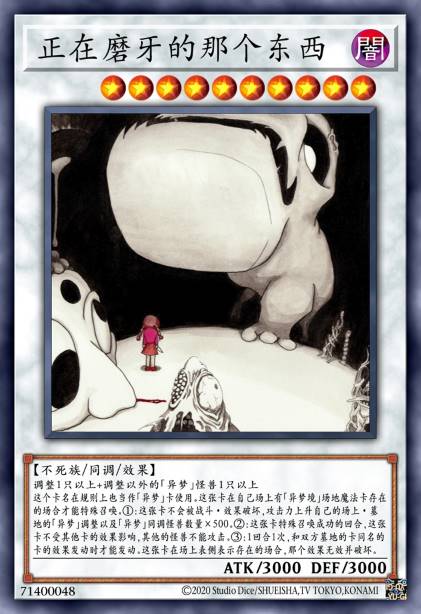 正在磨牙的那个东西
闇
【不死族/同调/效果】
调整1只以上+调整以外的「异梦」怪兽1只以上
这个卡名在规则上也当作「异梦」卡使用。这张卡在自己场上有「异梦境」场地魔法卡存在
的场合才能特殊召唤。①:这张卡不会被战斗·效果破坏,攻击力上升自己的场上·墓
地的「异梦」调整以及「异梦」同调怪兽数量×500。②:这张卡特殊召唤成功的回合,这张
卡不受其他卡的效果影响,其他的怪兽不能攻击。③:1回合1次,和双方墓地的卡同名的
卡的效果发动时才能发动。这张卡在场上表侧表示存在的场合,那个效果无效并破坏。
ATK/3000 DEF/3000
71400048
©2020 Studio Dice/SHUEISHA,TV TOKYO,KONAMI